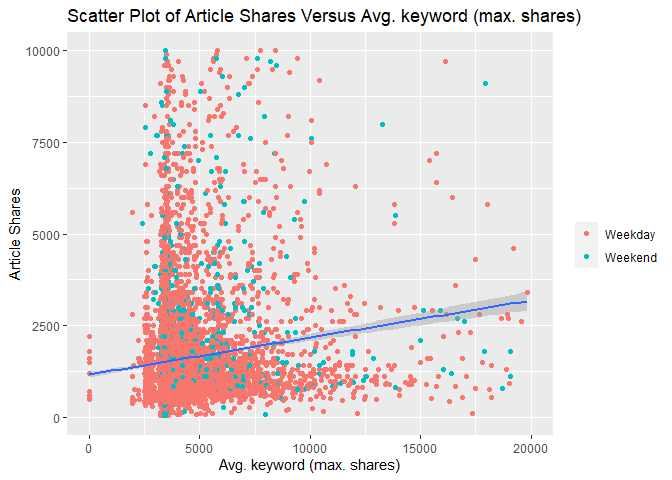 Scatter Plot of Article Shares Versus Avg. keyword (max. shares)
10000
7500
5000
2500
0
Article Shares
Weekday
Weekend
0
5000
10000
15000
20000
Avg. keyword (max. shares)